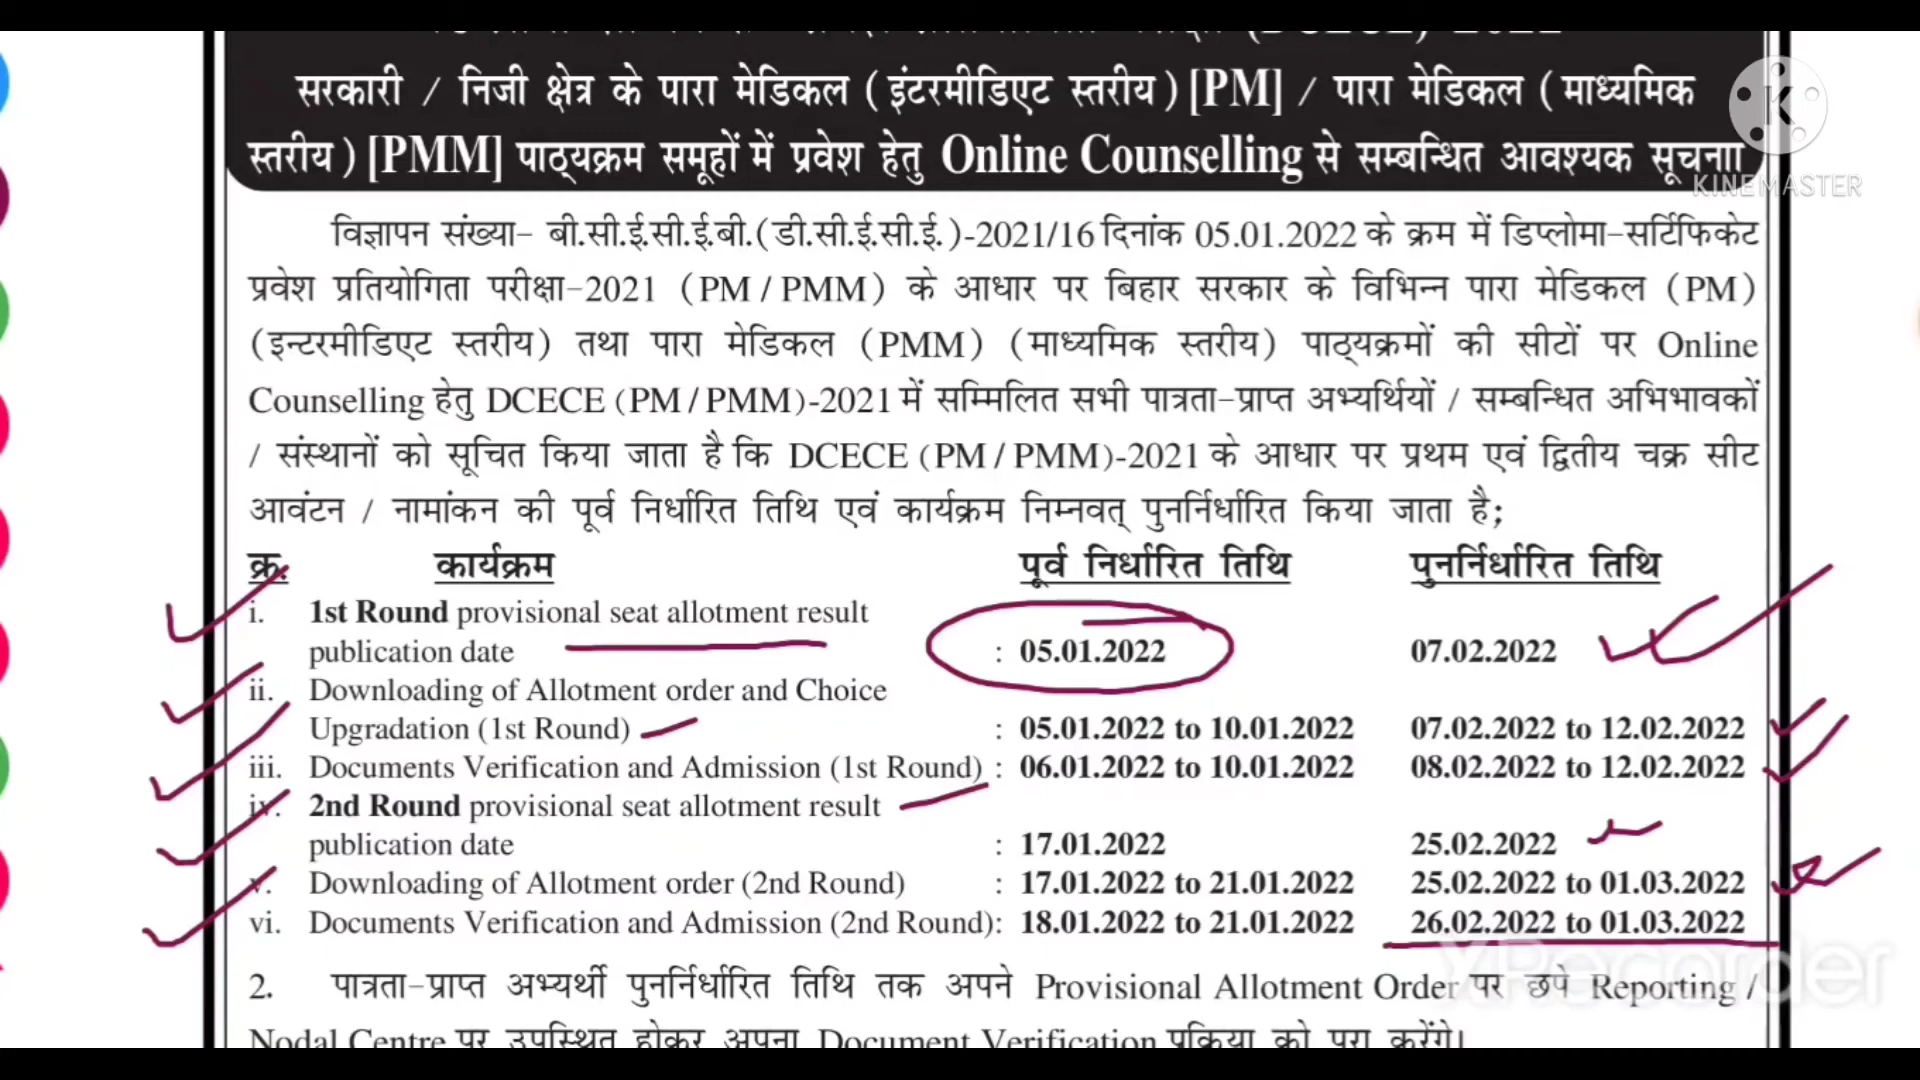 सरकारी / निजी क्षेत्र के पारा मेडिकल (इंटरमीडिएट स्तरीय) [PM] / पारा मेडिकल (माध्यमिक
स्तरीय) [PMM] पाठ्यक्रम समूहों में प्रवेश हेतु Online Counselling से सम्बन्धित आवश्यक सूचनाा
K
KINEMASTER
विज्ञापन संख्या- बी.सी.ई.सी.ई.बी.(डी.सी.ई.सी.ई.)-2021/16 दिनांक 05.01.2022 के क्रम में डिप्लोमा-सर्टिफिकेट
प्रवेश प्रतियोगिता परीक्षा-2021 (PM / PMM) के आधार पर बिहार सरकार के विभिन्न पारा मेडिकल (PM)
(इन्टरमीडिएट स्तरीय) तथा पारा मेडिकल (PMM) (माध्यमिक स्तरीय) पाठ्यक्रमों की सीटों पर Online
Counselling हेतु DCECE (PM / PMM)-2021 में सम्मिलित सभी पात्रता-प्राप्त अभ्यर्थियों / सम्बन्धित अभिभावकों
/ संस्थानों को सूचित किया जाता है कि DCECE (PM / PMM)-2021 के आधार पर प्रथम एवं द्वितीय चक्र सीट
आवंटन / नामांकन की पूर्व निर्धारित तिथि एवं कार्यक्रम निम्नवत् पुनर्निर्धारित किया जाता है;
क्र. कार्यक्रम पूर्व निर्धारित तिथि पुनर्निर्धारित तिथि
i. 1st Round provisional seat allotment result
publication date : 05.01.2022 07.02.2022
ii. Downloading of Allotment order and Choice
Upgradation (1st Round) : 05.01.2022 to 10.01.2022 07.02.2022 to 12.02.2022
iii. Documents Verification and Admission (1st Round) : 06.01.2022 to 10.01.2022 08.02.2022 to 12.02.2022
iv. 2nd Round provisional seat allotment result
publication date : 17.01.2022 25.02.2022
v. Downloading of Allotment order (2nd Round) : 17.01.2022 to 21.01.2022 25.02.2022 to 01.03.2022
vi. Documents Verification and Admission (2nd Round): 18.01.2022 to 21.01.2022 26.02.2022 to 01.03.2022
XRecorder
2. पात्रता-प्राप्त अभ्यर्थी पुनर्निर्धारित तिथि तक अपने Provisional Allotment Order पर छपे Reporting /
Nodal Centre पर उपस्थित होकर अपना Document Verification प्रक्रिया को पूरा करेंगे।